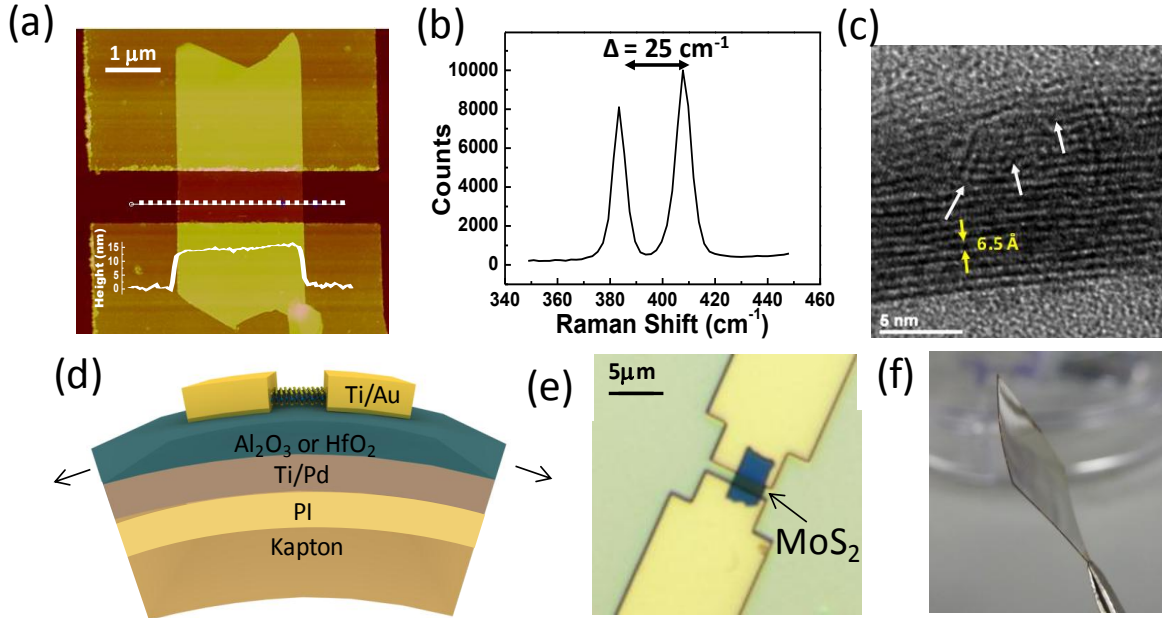 (a)
1 μm
Height (nm)
15
10
5
0
(b)
Δ = 25 cm⁻¹
10000
8000
6000
4000
2000
0
Counts
340 360 380 400 420 440 460
Raman Shift (cm⁻¹)
(c)
6.5 Å
5 nm
(d)
Ti/Au
Al₂O₃ or HfO₂
Ti/Pd
PI
Kapton
(e)
5μm
MoS₂
(f)